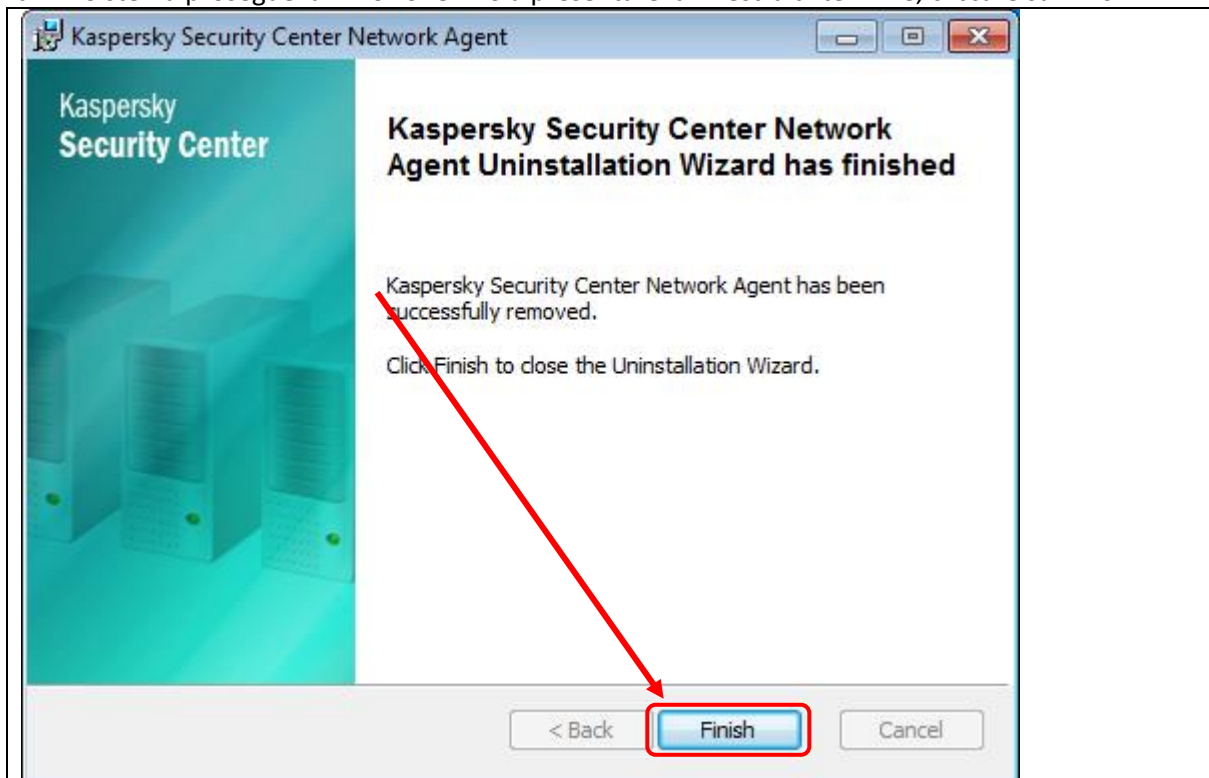 Kaspersky Security Center Network Agent
Kaspersky
Security Center
Kaspersky Security Center Network
Agent Uninstallation Wizard has finished
Kaspersky Security Center Network Agent has been
successfully removed.
Click Finish to close the Uninstallation Wizard.
< Back
Finish
Cancel